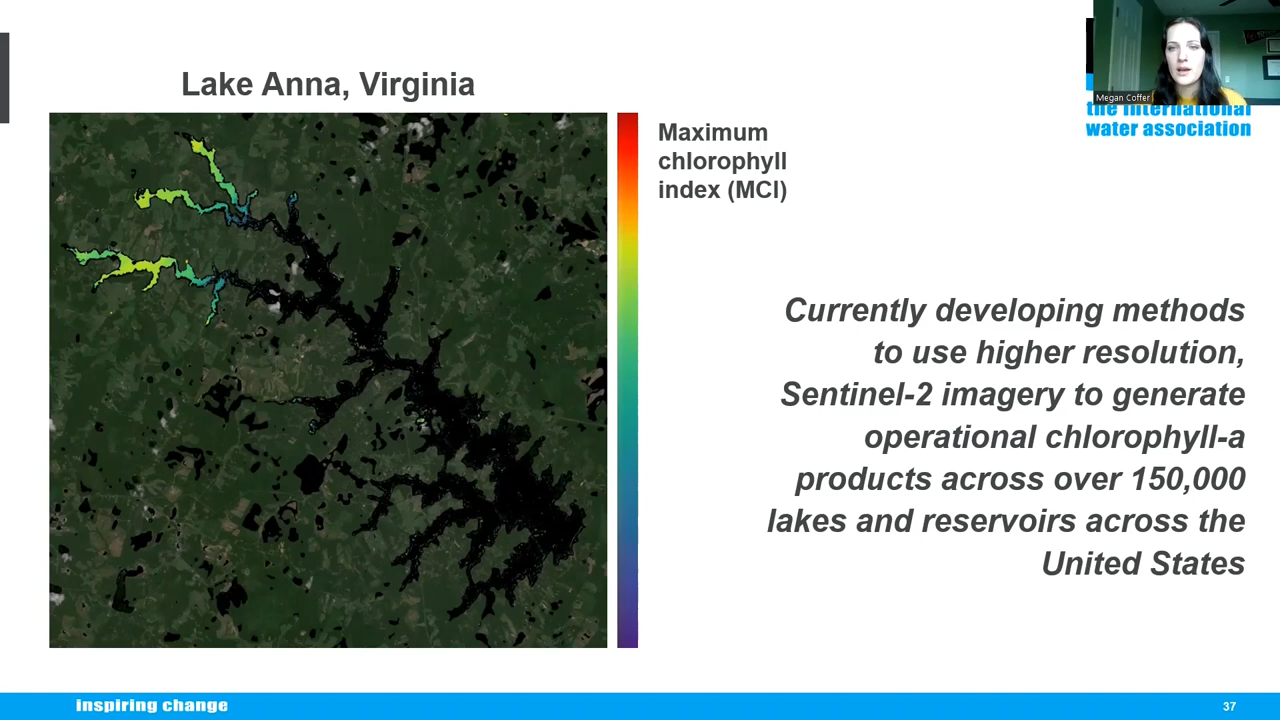 Lake Anna, Virginia
Maximum
chlorophyll
index (MCI)
Megan Coffer
the international
water association
Currently developing methods
to use higher resolution,
Sentinel-2 imagery to generate
operational chlorophyll-a
products across over 150,000
lakes and reservoirs across the
United States
inspiring change
37